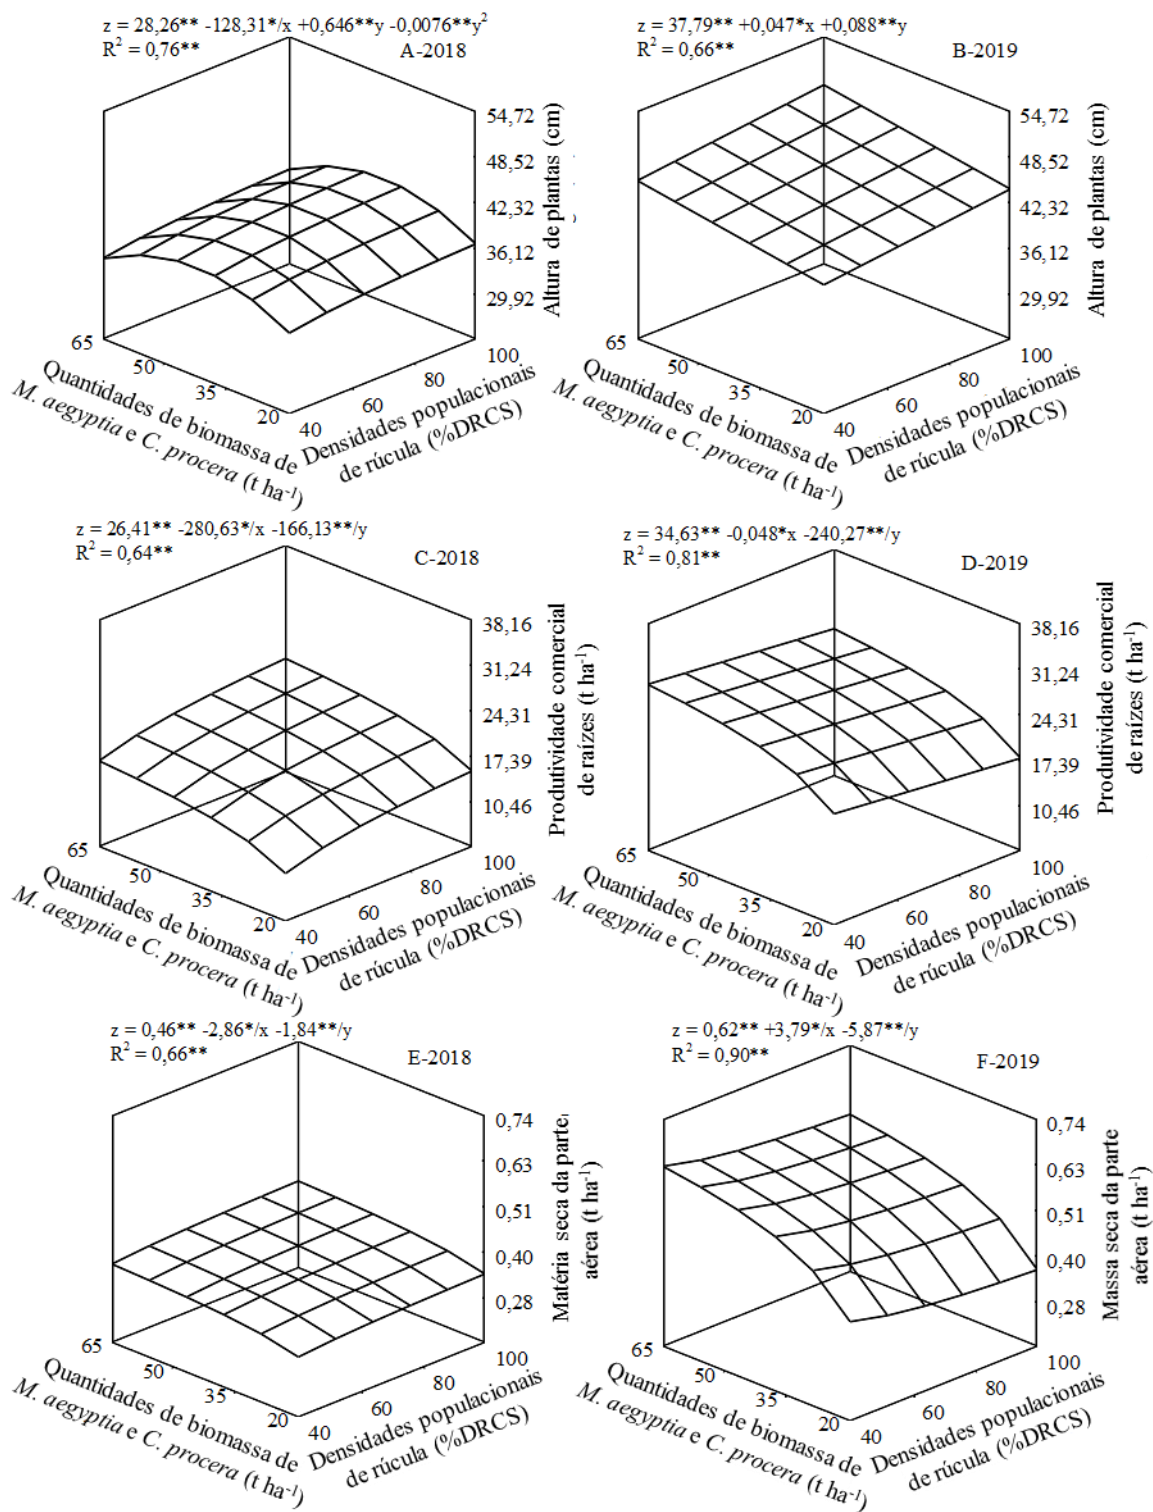 z = 28,26** -128,31*/x +0,646**y -0,0076**y²
R² = 0,76**
A-2018
54,72
48,52
42,32
36,12
29,92
Altura de plantas (cm)
65
50
35
20
Quantidades de biomassa de
M. aegyptia e C. procera (t ha⁻¹)
40
60
80
100
Densidades populacionais
de rúcula (%DRCS)
z = 37,79** +0,047*x +0,088**y
R² = 0,66**
B-2019
54,72
48,52
42,32
36,12
29,92
Altura de plantas (cm)
65
50
35
20
Quantidades de biomassa de
M. aegyptia e C. procera (t ha⁻¹)
40
60
80
100
Densidades populacionais
de rúcula (%DRCS)
z = 26,41** -280,63*/x -166,13**/y
R² = 0,64**
C-2018
38,16
31,24
24,31
17,39
10,46
Produtividade comercial
de raízes (t ha⁻¹)
65
50
35
20
Quantidades de biomassa de
M. aegyptia e C. procera (t ha⁻¹)
40
60
80
100
Densidades populacionais
de rúcula (%DRCS)
z = 34,63** -0,048*x -240,27**/y
R² = 0,81**
D-2019
38,16
31,24
24,31
17,39
10,46
Produtividade comercial
de raízes (t ha⁻¹)
65
50
35
20
Quantidades de biomassa de
M. aegyptia e C. procera (t ha⁻¹)
40
60
80
100
Densidades populacionais
de rúcula (%DRCS)
z = 0,46** -2,86*/x -1,84**/y
R² = 0,66**
E-2018
0,74
0,63
0,51
0,40
0,28
Matéria seca da parte
aérea (t ha⁻¹)
65
50
35
20
Quantidades de biomassa de
M. aegyptia e C. procera (t ha⁻¹)
40
60
80
100
Densidades populacionais
de rúcula (%DRCS)
z = 0,62** +3,79*/x -5,87**/y
R² = 0,90**
F-2019
0,74
0,63
0,51
0,40
0,28
Massa seca da parte
aérea (t ha⁻¹)
65
50
35
20
Quantidades de biomassa de
M. aegyptia e C. procera (t ha⁻¹)
40
60
80
100
Densidades populacionais
de rúcula (%DRCS)